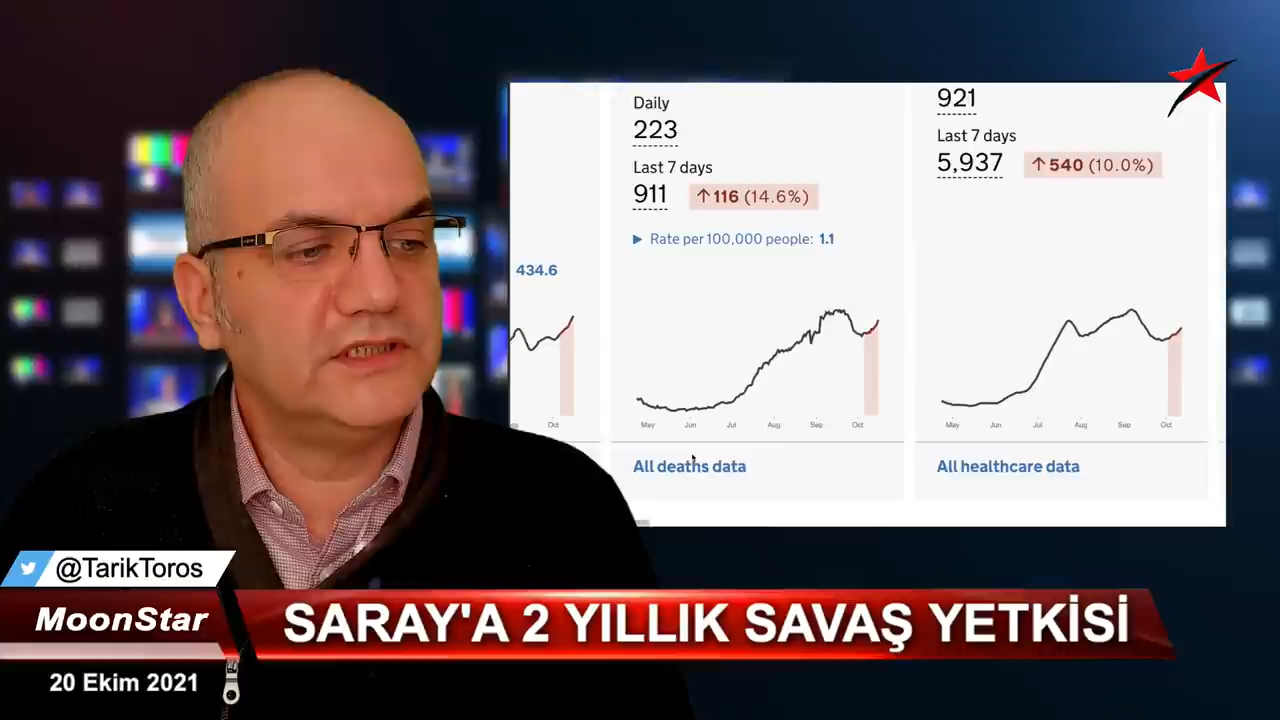 Daily
223
Last 7 days
911 ↑116 (14.6%)
▶ Rate per 100,000 people: 1.1
434.6
Oct
May Jun Jul Aug Sep Oct
All deaths data
921
Last 7 days
5,937 ↑540 (10.0%)
May Jun Jul Aug Sep Oct
All healthcare data
@TarikToros
MoonStar
SARAY'A 2 YILLIK SAVAŞ YETKİSİ
20 Ekim 2021